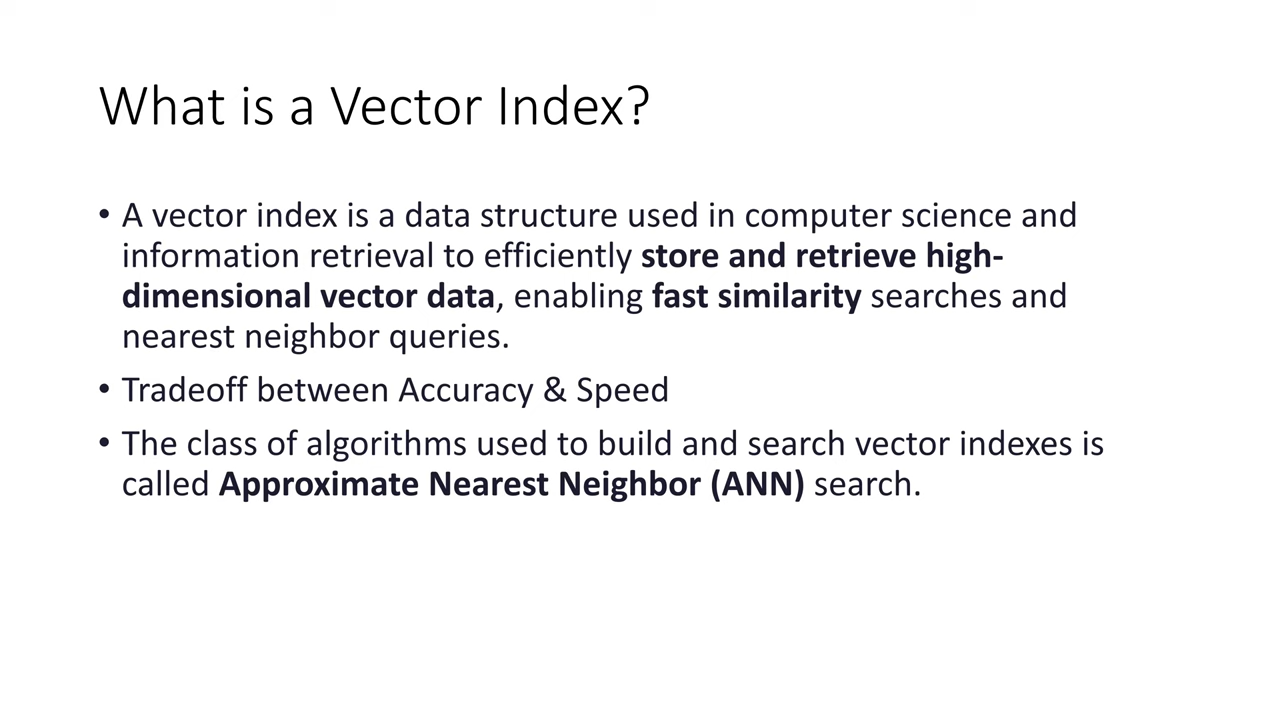 What is a Vector Index?
• A vector index is a data structure used in computer science and
information retrieval to efficiently store and retrieve high-
dimensional vector data, enabling fast similarity searches and
nearest neighbor queries.
• Tradeoff between Accuracy & Speed
• The class of algorithms used to build and search vector indexes is
called Approximate Nearest Neighbor (ANN) search.